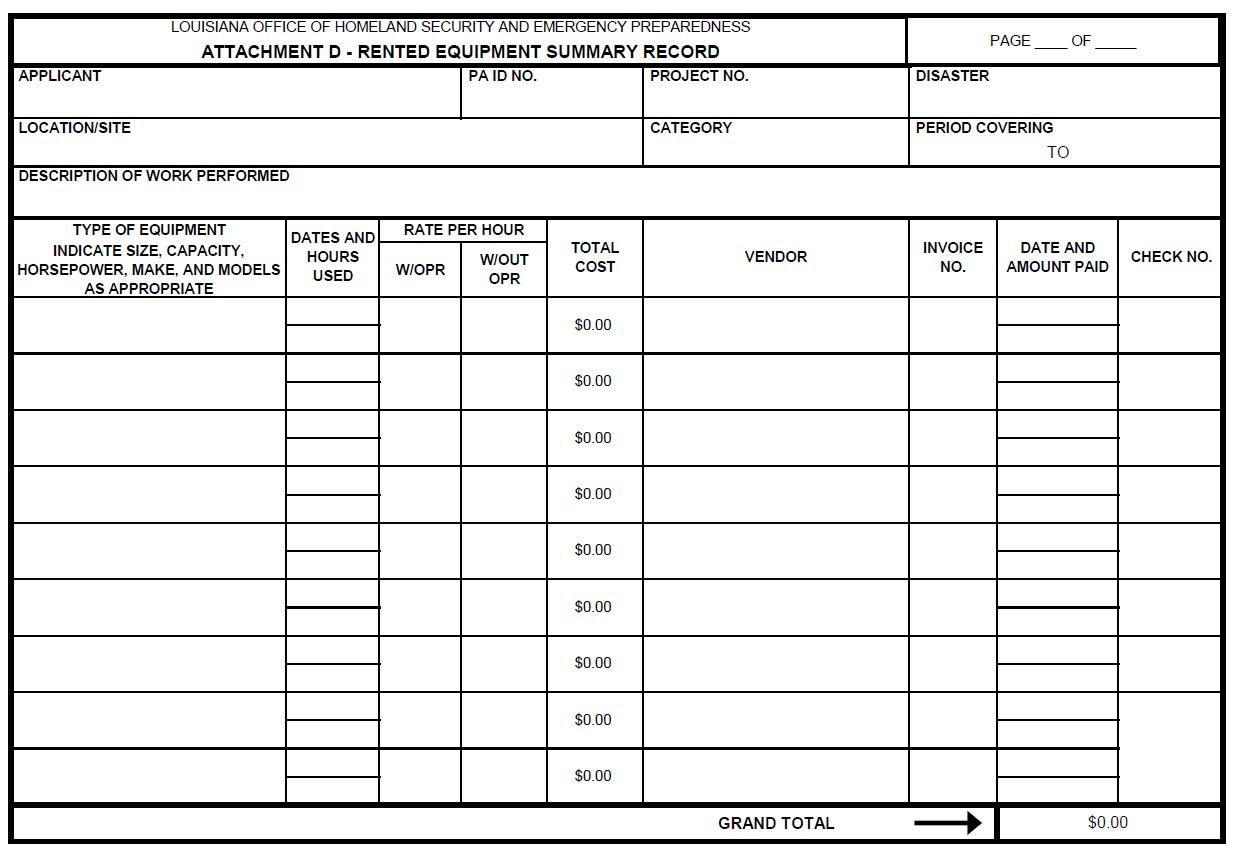 LOUISIANA OFFICE OF HOMELAND SECURITY AND EMERGENCY PREPAREDNESS
ATTACHMENT D - RENTED EQUIPMENT SUMMARY RECORD
PAGE ____ OF _____
APPLICANT
PA ID NO.
PROJECT NO.
DISASTER
LOCATION/SITE
CATEGORY
PERIOD COVERING
TO
DESCRIPTION OF WORK PERFORMED
TYPE OF EQUIPMENT
INDICATE SIZE, CAPACITY,
HORSEPOWER, MAKE, AND MODELS
AS APPROPRIATE
DATES AND
HOURS
USED
RATE PER HOUR
W/OPR
W/OUT
OPR
TOTAL
COST
VENDOR
INVOICE
NO.
DATE AND
AMOUNT PAID
CHECK NO.
$0.00
$0.00
$0.00
$0.00
$0.00
$0.00
$0.00
$0.00
$0.00
GRAND TOTAL
$0.00